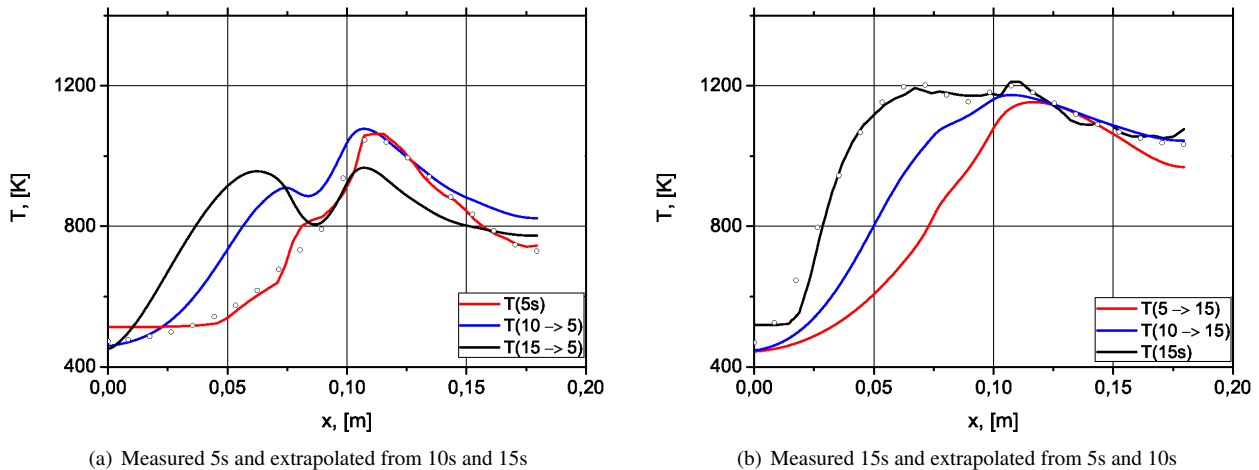 1200
800
400
T, [K]
0,00
0,05
0,10
0,15
0,20
x, [m]
T(5s)
T(10 –> 5)
T(15 –> 5)
(a) Measured 5s and extrapolated from 10s and 15s
1200
800
400
T, [K]
0,00
0,05
0,10
0,15
0,20
x, [m]
T(5 –> 15)
T(10 –> 15)
T(15s)
(b) Measured 15s and extrapolated from 5s and 10s